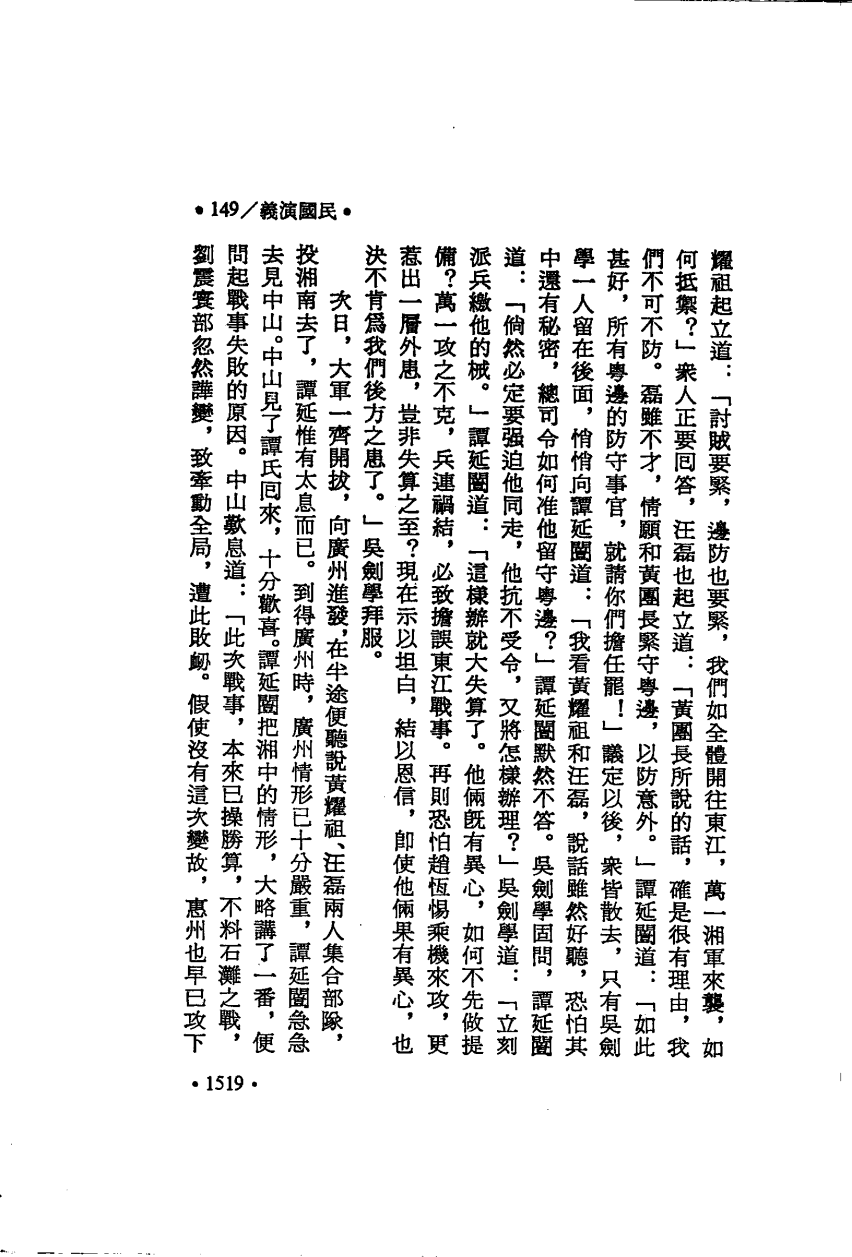 •149／義演國民•
耀祖起立道：「討賊要緊，邊防也要緊，我們如全體開往東江，萬一湘軍來襲，如
何抵禦？」衆人正要囘答，汪磊也起立道：「黃團長所說的話，確是很有理由，我
們不可不防。磊雖不才，情願和黃團長緊守粵邊，以防意外。」譚延闓道：「如此
甚好，所有粵邊的防守事官，就請你們擔任罷！」議定以後，衆皆散去，只有吳劍
學一人留在後面，悄悄向譚延闓道：「我看黃耀祖和汪磊，說話雖然好聽，恐怕其
中還有秘密，總司令如何准他留守粵邊？」譚延闓默然不答。吳劍學固問，譚延闓
道：「倘然必定要强迫他同走，他抗不受令，又將怎樣辦理？」吳劍學道：「立刻
派兵繳他的械。」譚延闓道：「這樣辦就大失算了。他倆旣有異心，如何不先做提
備？萬一攻之不克，兵連禍結，必致擔誤東江戰事。再則恐怕趙恆惕乘機來攻，更
惹出一層外患，豈非失算之至？現在示以坦白，結以恩信，卽使他倆果有異心，也
決不肯爲我們後方之患了。」吳劍學拜服。
次日，大軍一齊開拔，向廣州進發，在半途便聽說黃耀祖、汪磊兩人集合部隊，
投湘南去了，譚延惟有太息而已。到得廣州時，廣州情形已十分嚴重，譚延闓急急
去見中山。中山見了譚氏囘來，十分歡喜。譚延闓把湘中的情形，大略講了一番，便
問起戰事失敗的原因。中山歎息道：「此次戰事，本來已操勝算，不料石灘之戰，
劉震寰部忽然譁變，致牽動全局，遭此敗衂。假使沒有這次變故，惠州也早已攻下
•1519•